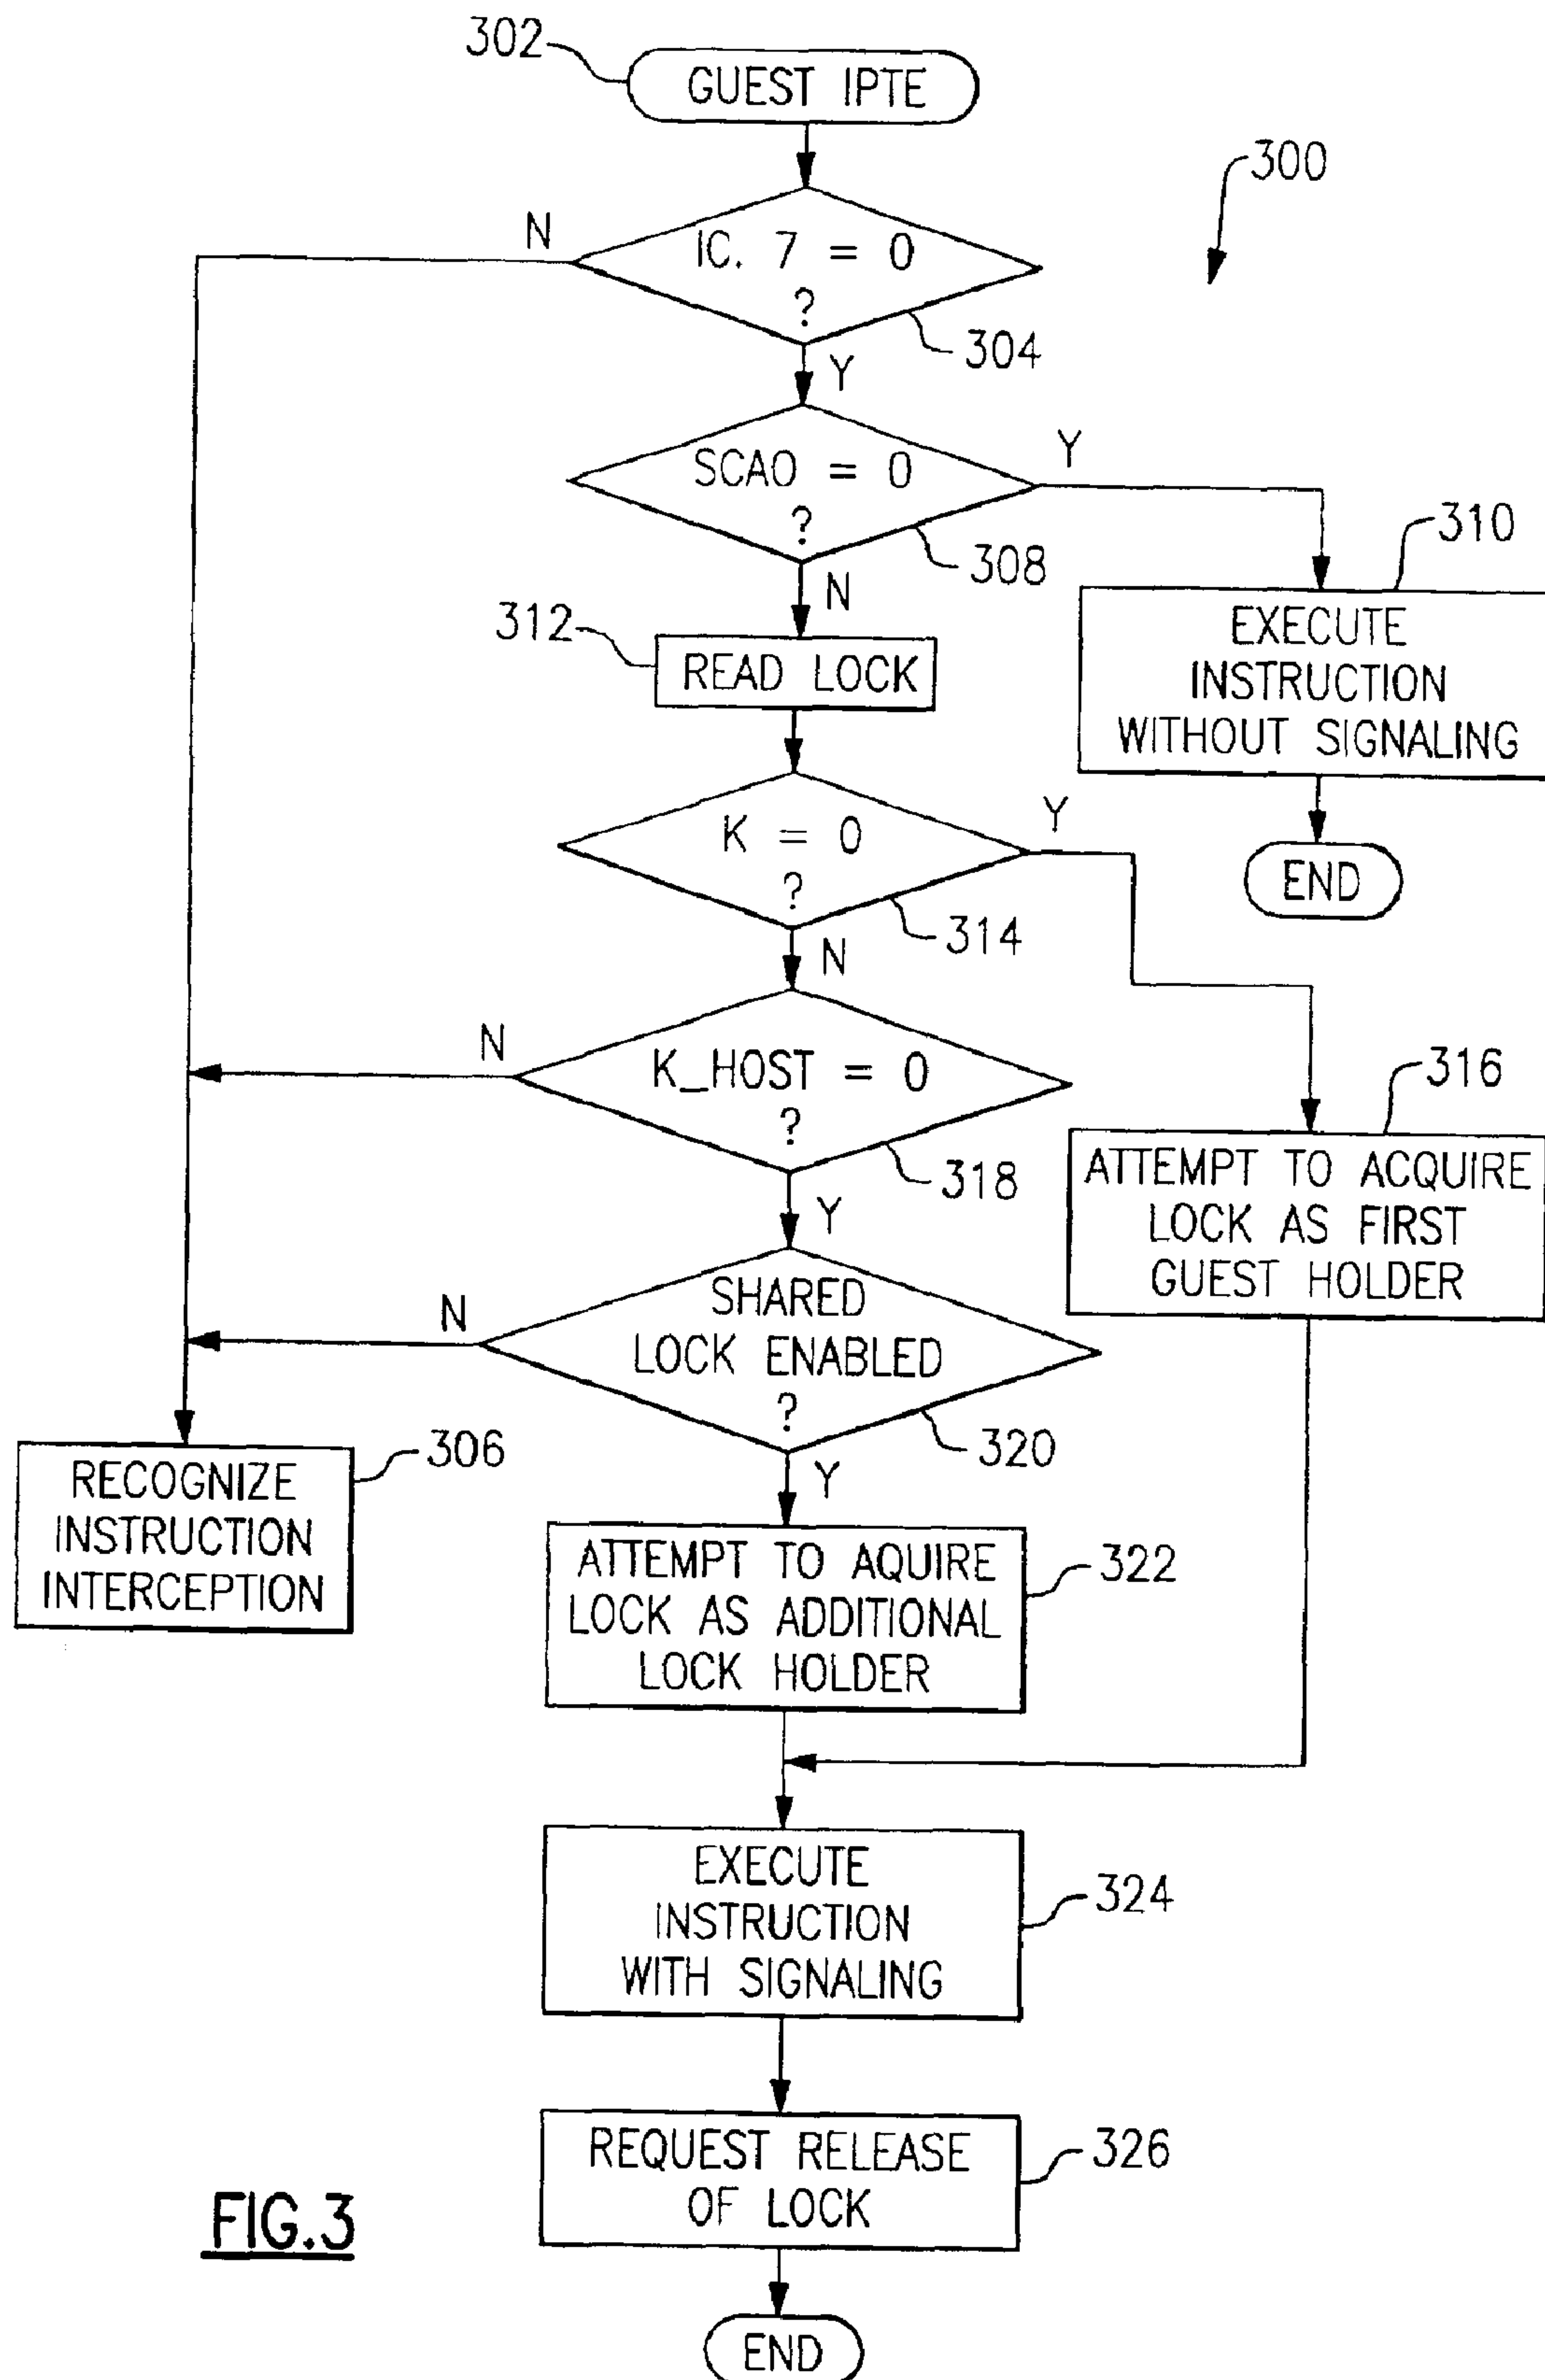 302
GUEST IPTE
300
N
IC. 7 = 0
?
304
Y
SCAO = 0
?
Y
308
N
310
EXECUTE
INSTRUCTION
WITHOUT SIGNALING
END
312
READ LOCK
K = 0
?
Y
314
N
N
K_HOST = 0
?
318
Y
316
ATTEMPT TO ACQUIRE
LOCK AS FIRST
GUEST HOLDER
N
SHARED
LOCK ENABLED
?
320
Y
306
RECOGNIZE
INSTRUCTION
INTERCEPTION
ATTEMPT TO AQUIRE
LOCK AS ADDITIONAL
LOCK HOLDER
322
EXECUTE
INSTRUCTION
WITH SIGNALING
324
REQUEST RELEASE
OF LOCK
326
FIG.3
END